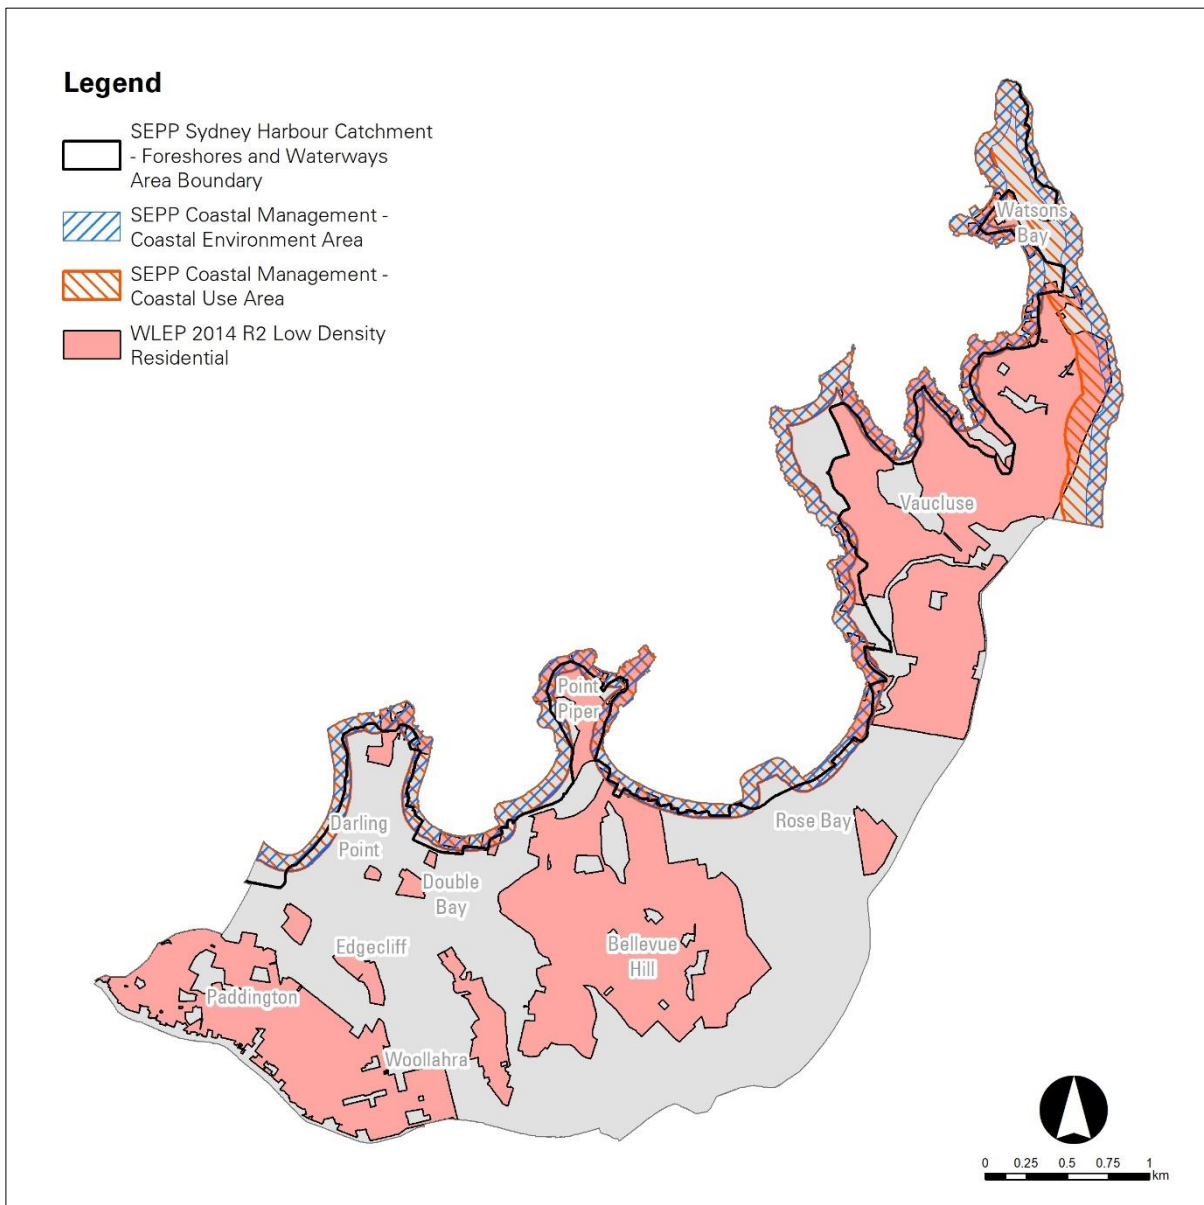 Legend
SEPP Sydney Harbour Catchment
- Foreshores and Waterways
Area Boundary
SEPP Coastal Management -
Coastal Environment Area
SEPP Coastal Management -
Coastal Use Area
WLEP 2014 R2 Low Density
Residential
Watsons
Bay
Vaucluse
Point
Piper
Rose Bay
Darling
Point
Double
Bay
Edgecliff
Bellevue
Hill
Paddington
Woollahra
0 0.25 0.5 0.75 1
km